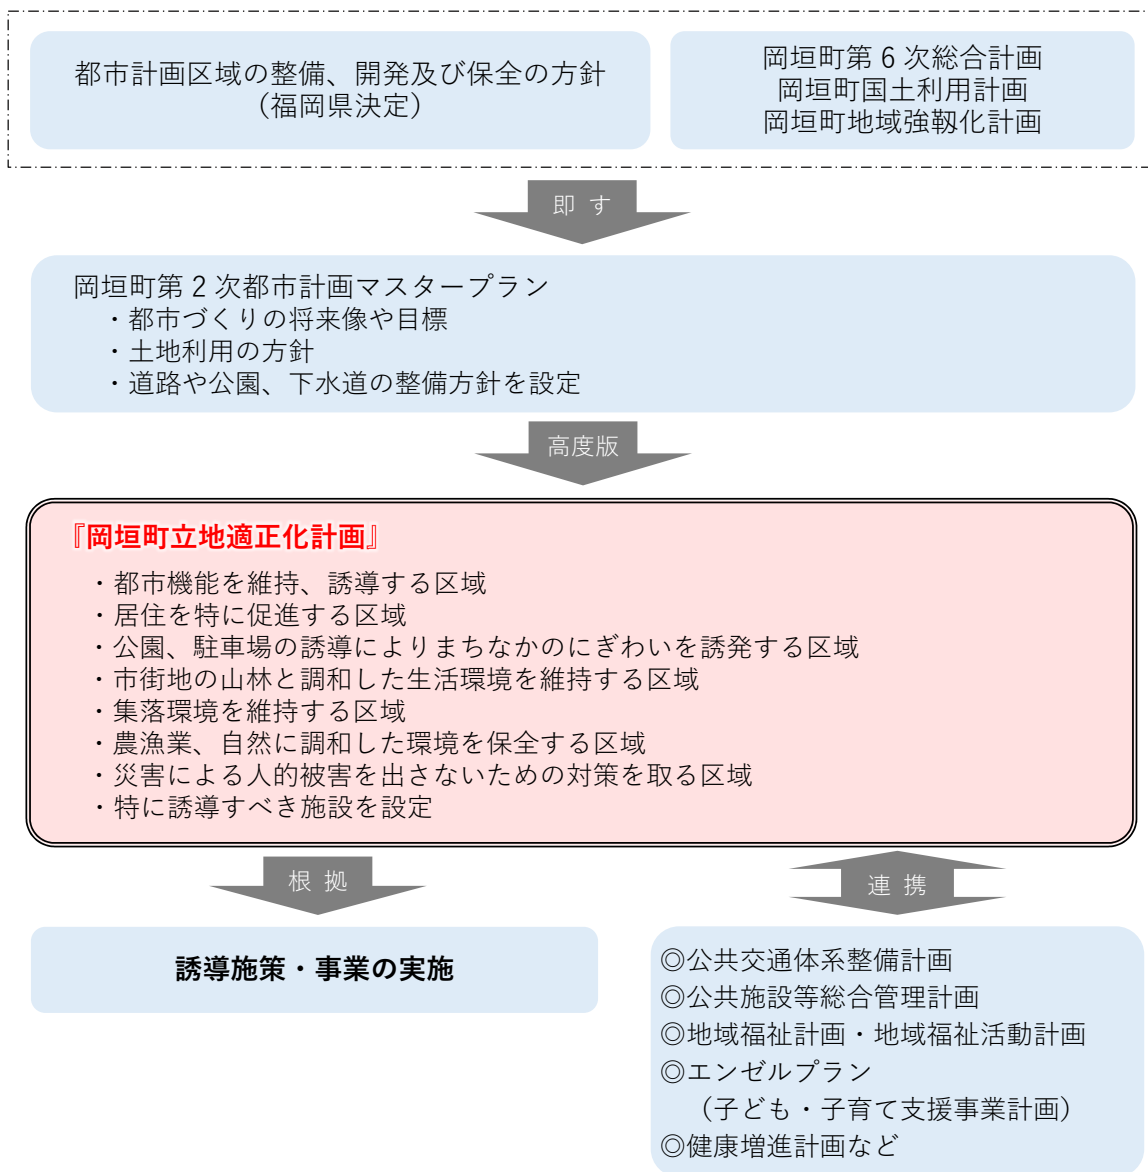 都市計画区域の整備、開発及び保全の方針
（福岡県決定）
岡垣町第 6 次総合計画
岡垣町国土利用計画
岡垣町地域強靱化計画
即 す
岡垣町第 2 次都市計画マスタープラン
・都市づくりの将来像や目標
・土地利用の方針
・道路や公園、下水道の整備方針を設定
高度版
『岡垣町立地適正化計画』
・都市機能を維持、誘導する区域
・居住を特に促進する区域
・公園、駐車場の誘導によりまちなかのにぎわいを誘発する区域
・市街地の山林と調和した生活環境を維持する区域
・集落環境を維持する区域
・農漁業、自然に調和した環境を保全する区域
・災害による人的被害を出さないための対策を取る区域
・特に誘導すべき施設を設定
根 拠
連 携
誘導施策・事業の実施
◎公共交通体系整備計画
◎公共施設等総合管理計画
◎地域福祉計画・地域福祉活動計画
◎エンゼルプラン
（子ども・子育て支援事業計画）
◎健康増進計画など